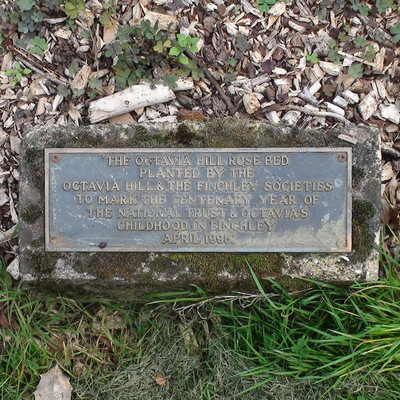 THE OCTAVIA HILL ROSE BED
PLANTED BY THE
OCTAVIA HILL & THE FINCHLEY SOCIETIES
TO MARK THE CENTENARY YEAR OF
THE NATIONAL TRUST & OCTAVIA'S
CHILDHOOD IN FINCHLEY
APRIL 1995